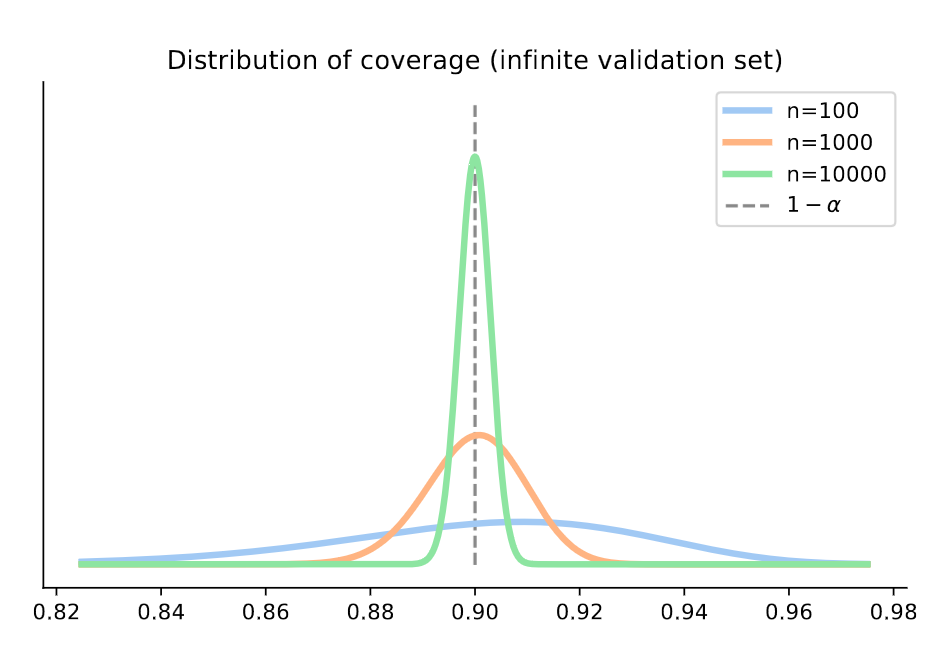 Distribution of coverage (infinite validation set)
n=100
n=1000
n=10000
1 − α
0.82 0.84 0.86 0.88 0.90 0.92 0.94 0.96 0.98